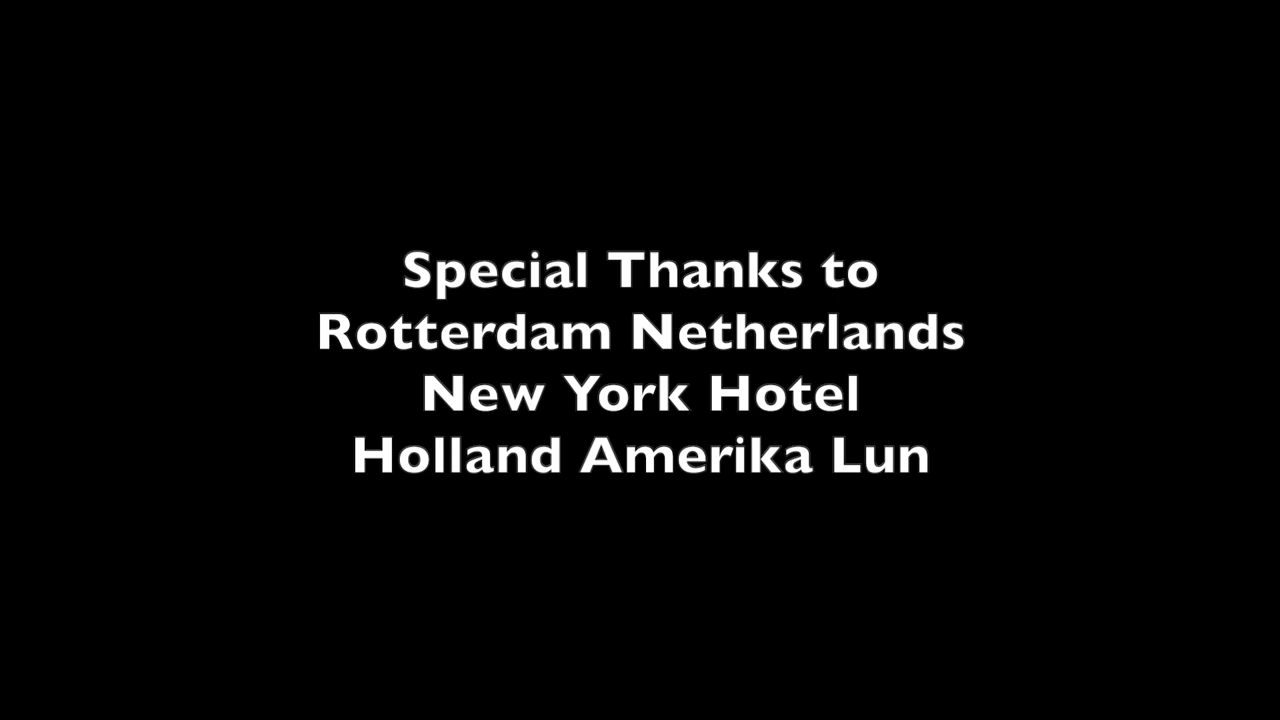 Special Thanks to
Rotterdam Netherlands
New York Hotel
Holland Amerika Lun